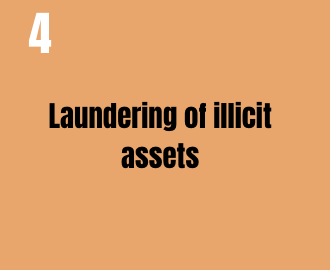 4
Laundering of illicit
assets